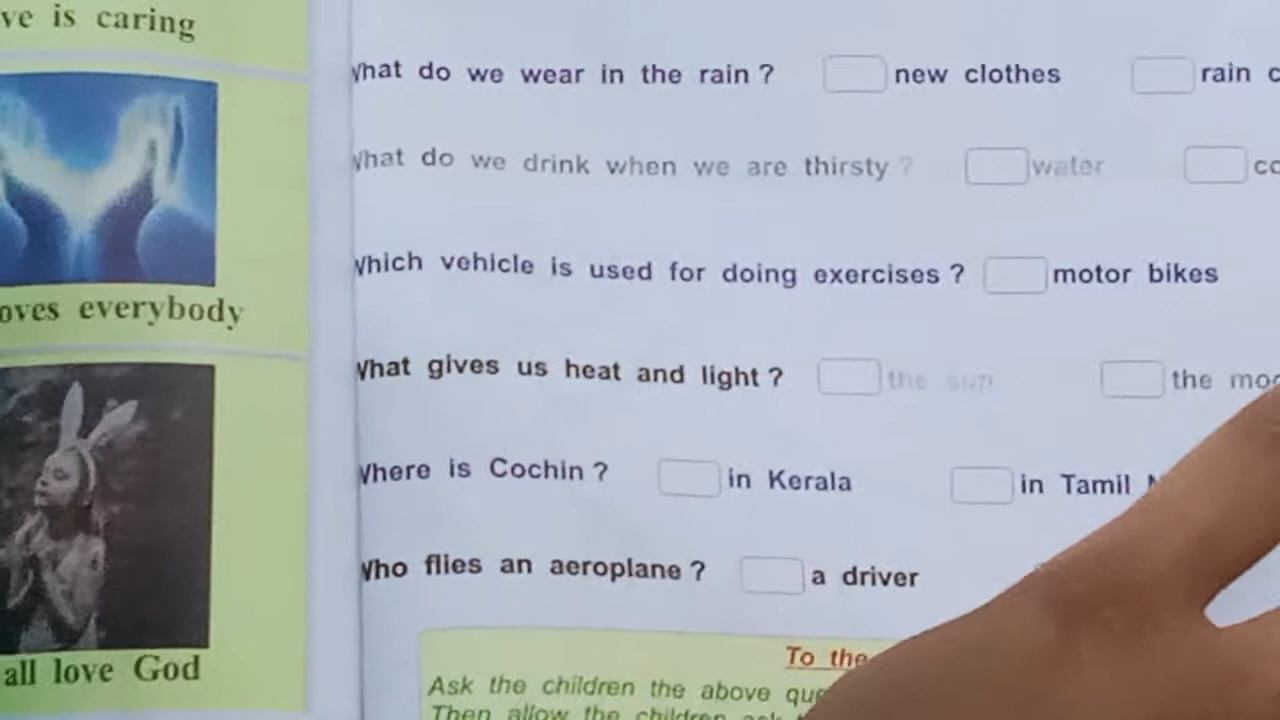 is caring
everybody
all love God
What do we wear in the rain ? new clothes rain
What do we drink when we are thirsty ? water
Which vehicle is used for doing exercises ? motor bikes
What gives us heat and light ? the sun the
Where is Cochin ? in Kerala in Tamil
Who flies an aeroplane ? a driver
To the
Ask the children the above
Then allow the children